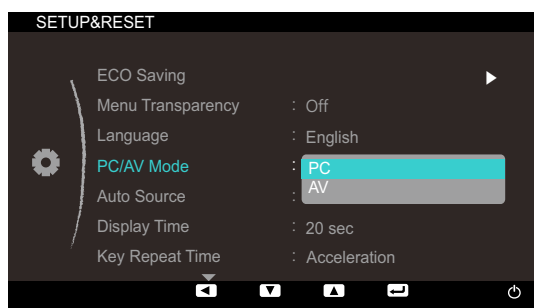 SETUP&RESET
ECO Saving
Menu Transparency : Off
Language : English
PC/AV Mode : PC
AV
Auto Source :
Display Time : 20 sec
Key Repeat Time : Acceleration